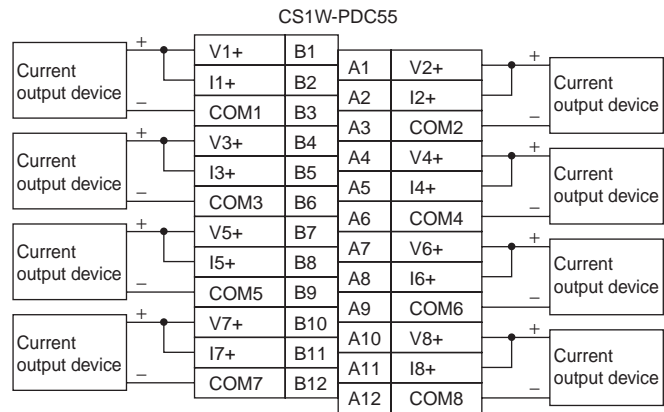 CS1W-PDC55
Current
output device
+
−
V1+ B1
I1+ B2
COM1 B3
Current
output device
+
−
V3+ B4
I3+ B5
COM3 B6
Current
output device
+
−
V5+ B7
I5+ B8
COM5 B9
Current
output device
+
−
V7+ B10
I7+ B11
COM7 B12
A1 V2+
A2 I2+
A3 COM2
+
−
Current
output device
A4 V4+
A5 I4+
A6 COM4
+
−
Current
output device
A7 V6+
A8 I6+
A9 COM6
+
−
Current
output device
A10 V8+
A11 I8+
A12 COM8
+
−
Current
output device